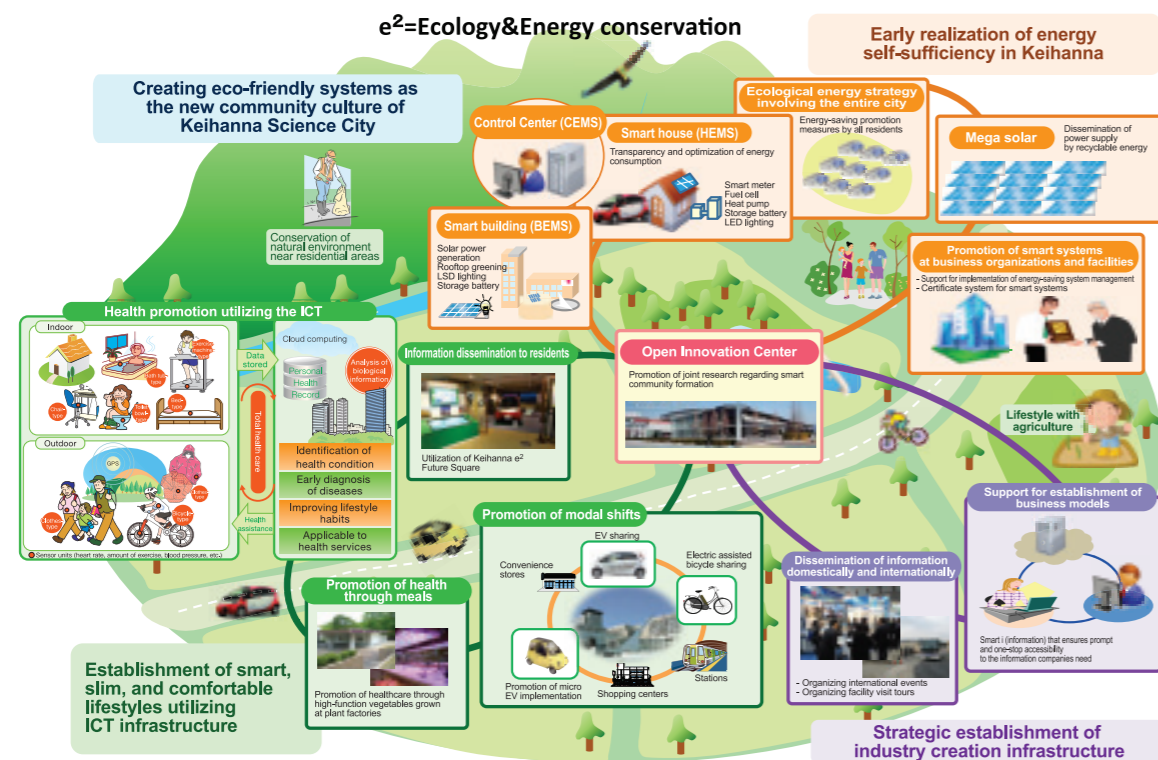 e²=Ecology&Energy conservation
Early realization of energy
self-sufficiency in Keihanna
Creating eco-friendly systems as
the new community culture of
Keihanna Science City
Control Center (CEMS)
Smart house (HEMS)
Transparency and optimization of energy
consumption
Smart meter
Fuel cell
Heat pump
Storage battery
LED lighting
Ecological energy strategy
involving the entire city
Energy-saving promotion
measures by all residents
Mega solar
Dissemination of
power supply
by recyclable energy
Smart building (BEMS)
Solar power
generation
Rooftop greening
LSD lighting
Storage battery
Conservation of
natural environment
near residential areas
Promotion of smart systems
at business organizations and facilities
- Support for implementation of energy-saving system management
- Certificate system for smart systems
Health promotion utilizing the ICT
Indoor
Chair-
type
Toilet
bowl-
type
Bed-
type
Data
stored
Cloud computing
Personal
Health
Record
Analysis of
biological
information
Total health care
Outdoor
GPS
Clothes-
type
Bicycle-
type
Clothes-
type
Health
assistance
Identification of
health condition
Early diagnosis
of diseases
Improving lifestyle
habits
Applicable to
health services
Sensor units (heart rate, amount of exercise, blood pressure, etc.)
Information dissemination to residents
Utilization of Keihanna e²
Future Square
Open Innovation Center
Promotion of joint research regarding smart
community formation
Lifestyle with
agriculture
Support for establishment of
business models
Smart i (information) that ensures prompt
and one-stop accessibility
to the information companies need
Promotion of modal shifts
EV sharing
Convenience
stores
Electric assisted
bicycle sharing
Promotion of micro
EV implementation
Shopping centers
Stations
Dissemination of information
domestically and internationally
- Organizing international events
- Organizing facility visit tours
Promotion of health
through meals
Promotion of healthcare through
high-function vegetables grown
at plant factories
Establishment of smart,
slim, and comfortable
lifestyles utilizing
ICT infrastructure
Strategic establishment of
industry creation infrastructure